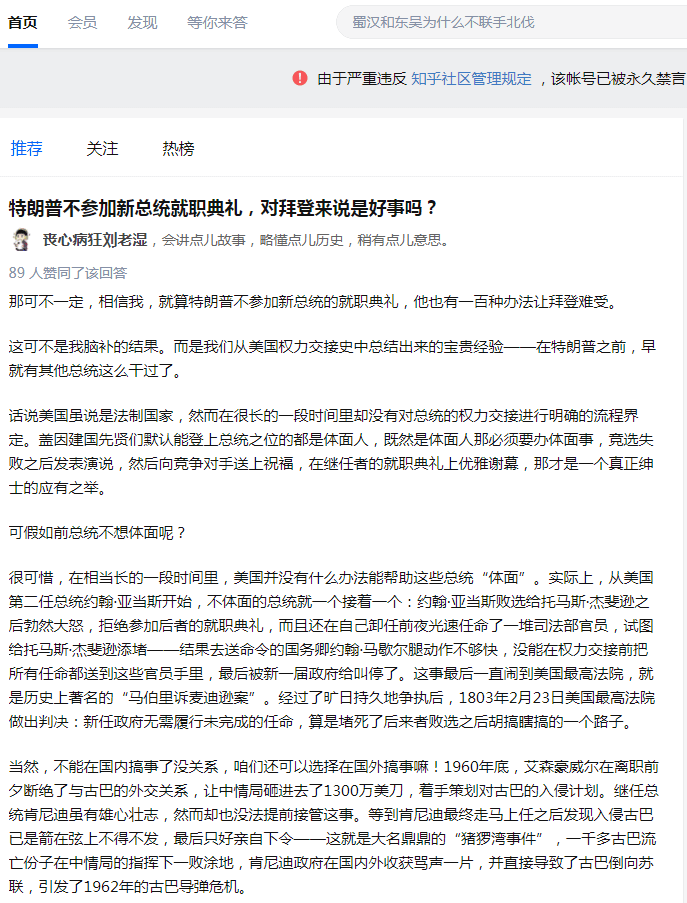 首页 会员 发现 等你来答 蜀汉和东吴为什么不联手北伐
由于严重违反 知乎社区管理规定 ，该帐号已被永久禁言
推荐 关注 热榜
特朗普不参加新总统就职典礼，对拜登来说是好事吗？
丧心病狂刘老湿，会讲点儿故事，略懂点儿历史，稍有点儿意思。
89 人赞同了该回答
那可不一定，相信我，就算特朗普不参加新总统的就职典礼，他也有一百种办法让拜登难受。
这可不是我脑补的结果。而是我们从美国权力交接史中总结出来的宝贵经验——在特朗普之前，早
就有其他总统这么干过了。
话说美国虽说是法制国家，然而在很长的一段时间里却没有对总统的权力交接进行明确的流程界
定。盖因建国先贤们默认能登上总统之位的都是体面人，既然是体面人那必须要办体面事，竞选失
败之后发表演说，然后向竞争对手送上祝福，在继任者的就职典礼上优雅谢幕，那才是一个真正绅
士的应有之举。
可假如前总统不想体面呢？
很可惜，在相当长的一段时间里，美国并没有什么办法能帮助这些总统“体面”。实际上，从美国
第二任总统约翰·亚当斯开始，不体面的总统就一个接着一个：约翰·亚当斯败选给托马斯·杰斐逊之
后勃然大怒，拒绝参加后者的就职典礼，而且还在自己卸任前夜光速任命了一堆司法部官员，试图
给托马斯·杰斐逊添堵——结果去送命令的国务卿约翰·马歇尔腿动作不够快，没能在权力交接前把
所有任命都送到这些官员手里，最后被新一届政府给叫停了。这事最后一直闹到美国最高法院，就
是历史上著名的“马伯里诉麦迪逊案”。经过了旷日持久地争执后，1803年2月23日美国最高法院
做出判决：新任政府无需履行未完成的任命，算是堵死了后来者败选之后胡搞瞎搞的一个路子。
当然，不能在国内搞事了没关系，咱们还可以选择在国外搞事嘛！1960年底，艾森豪威尔在离职前
夕断绝了与古巴的外交关系，让中情局砸进去了1300万美刀，着手策划对古巴的入侵计划。继任总
统肯尼迪虽有雄心壮志，然而却也没法提前接管这事。等到肯尼迪最终走马上任之后发现入侵古巴
已是箭在弦上不得不发，最后只好亲自下令——这就是大名鼎鼎的“猪猡湾事件”，一千多古巴流
亡份子在中情局的指挥下一败涂地，肯尼迪政府在国内外收获骂声一片，并直接导致了古巴倒向苏
联，引发了1962年的古巴导弹危机。